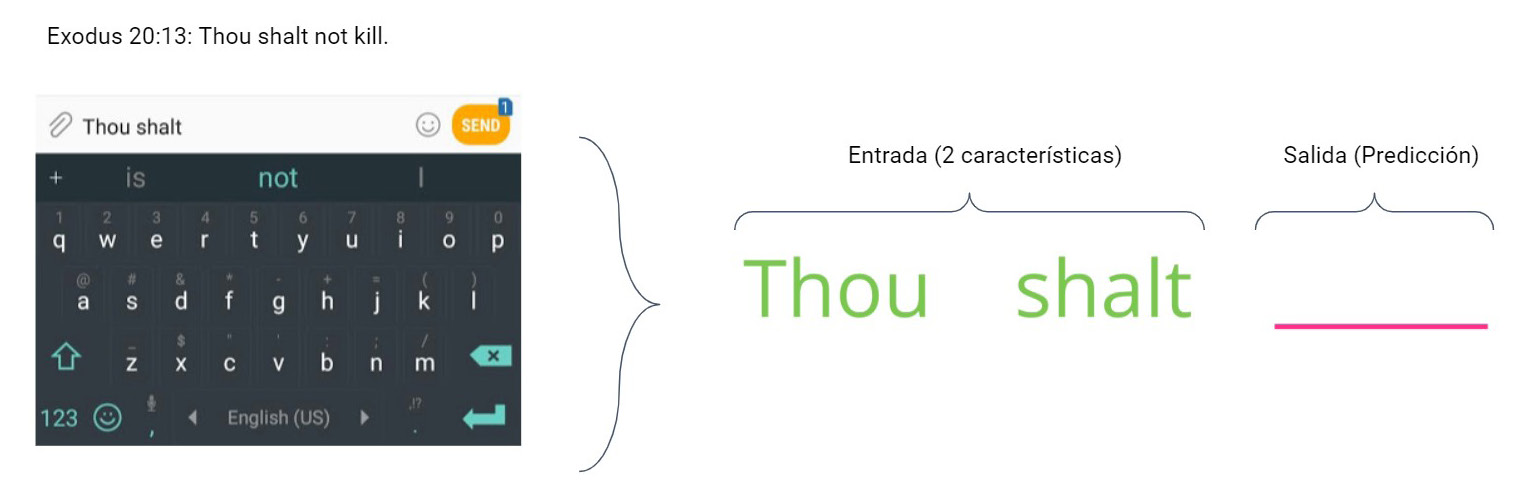 Exodus 20:13: Thou shalt not kill.
Thou shalt
SEND
1
+ is not I
1 2 3 4 5 6 7 8 9 0
q w e r t y u i o p
@ # & * - + = ( )
a s d f g h j k l
_ $ " ' : ; /
z x c v b n m
123 , English (US) ,!? .
Entrada (2 características)
Salida (Predicción)
Thou shalt